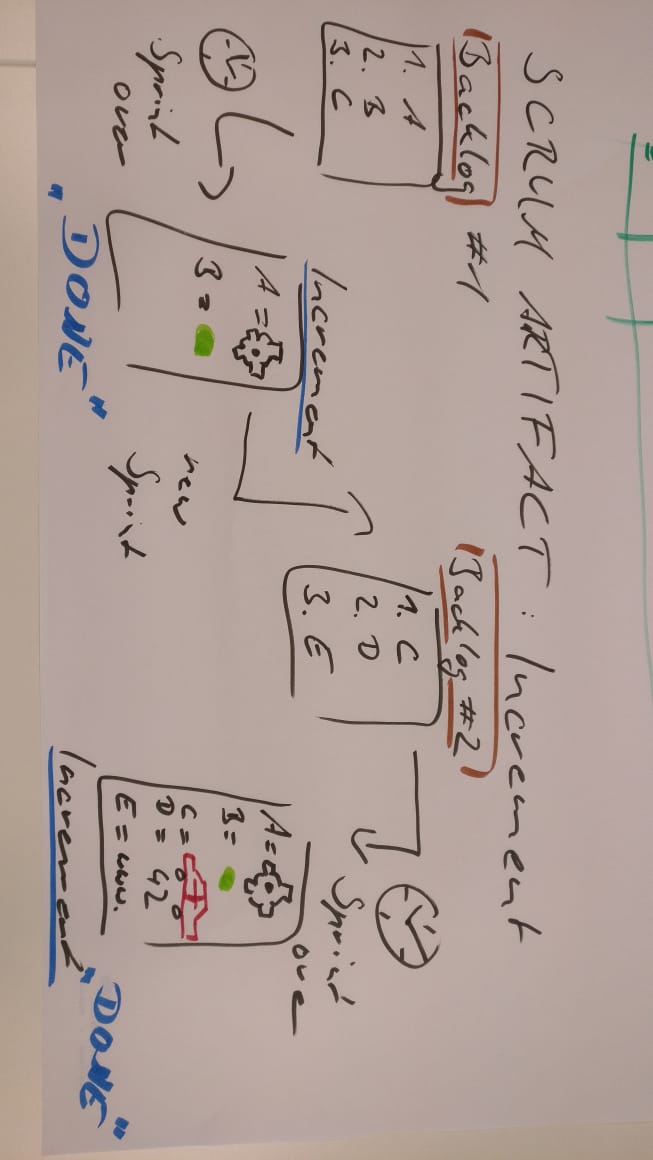 SCRUM ARTIFACT : Increment
Backlog #1
1. A
2. B
3. C
Sprint
over
Increment
A =
B =
„DONE"
new
Sprint
Backlog #2
1. C
2. D
3. E
Sprint
over
A =
B =
C =
D = 42
E = www.
Increment
„DONE"